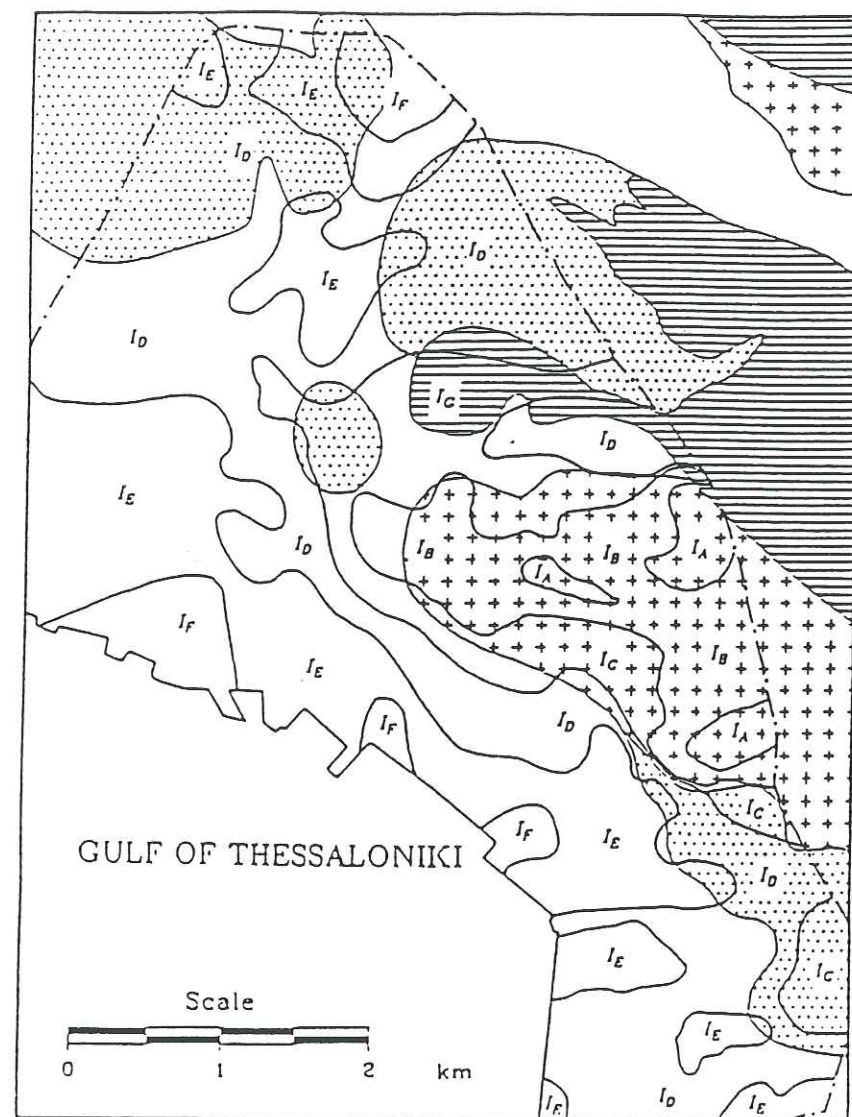 I_E
I_E
I_F
I_D
I_D
I_E
I_D
I_C
I_D
I_E
I_D
I_B
I_B
I_A
I_A
I_F
I_E
I_C
I_B
I_F
I_D
I_A
I_C
I_F
I_E
GULF OF THESSALONIKI
I_D
I_E
I_C
Scale
0 1 2 km
I_E
I_F
I_D
I_E